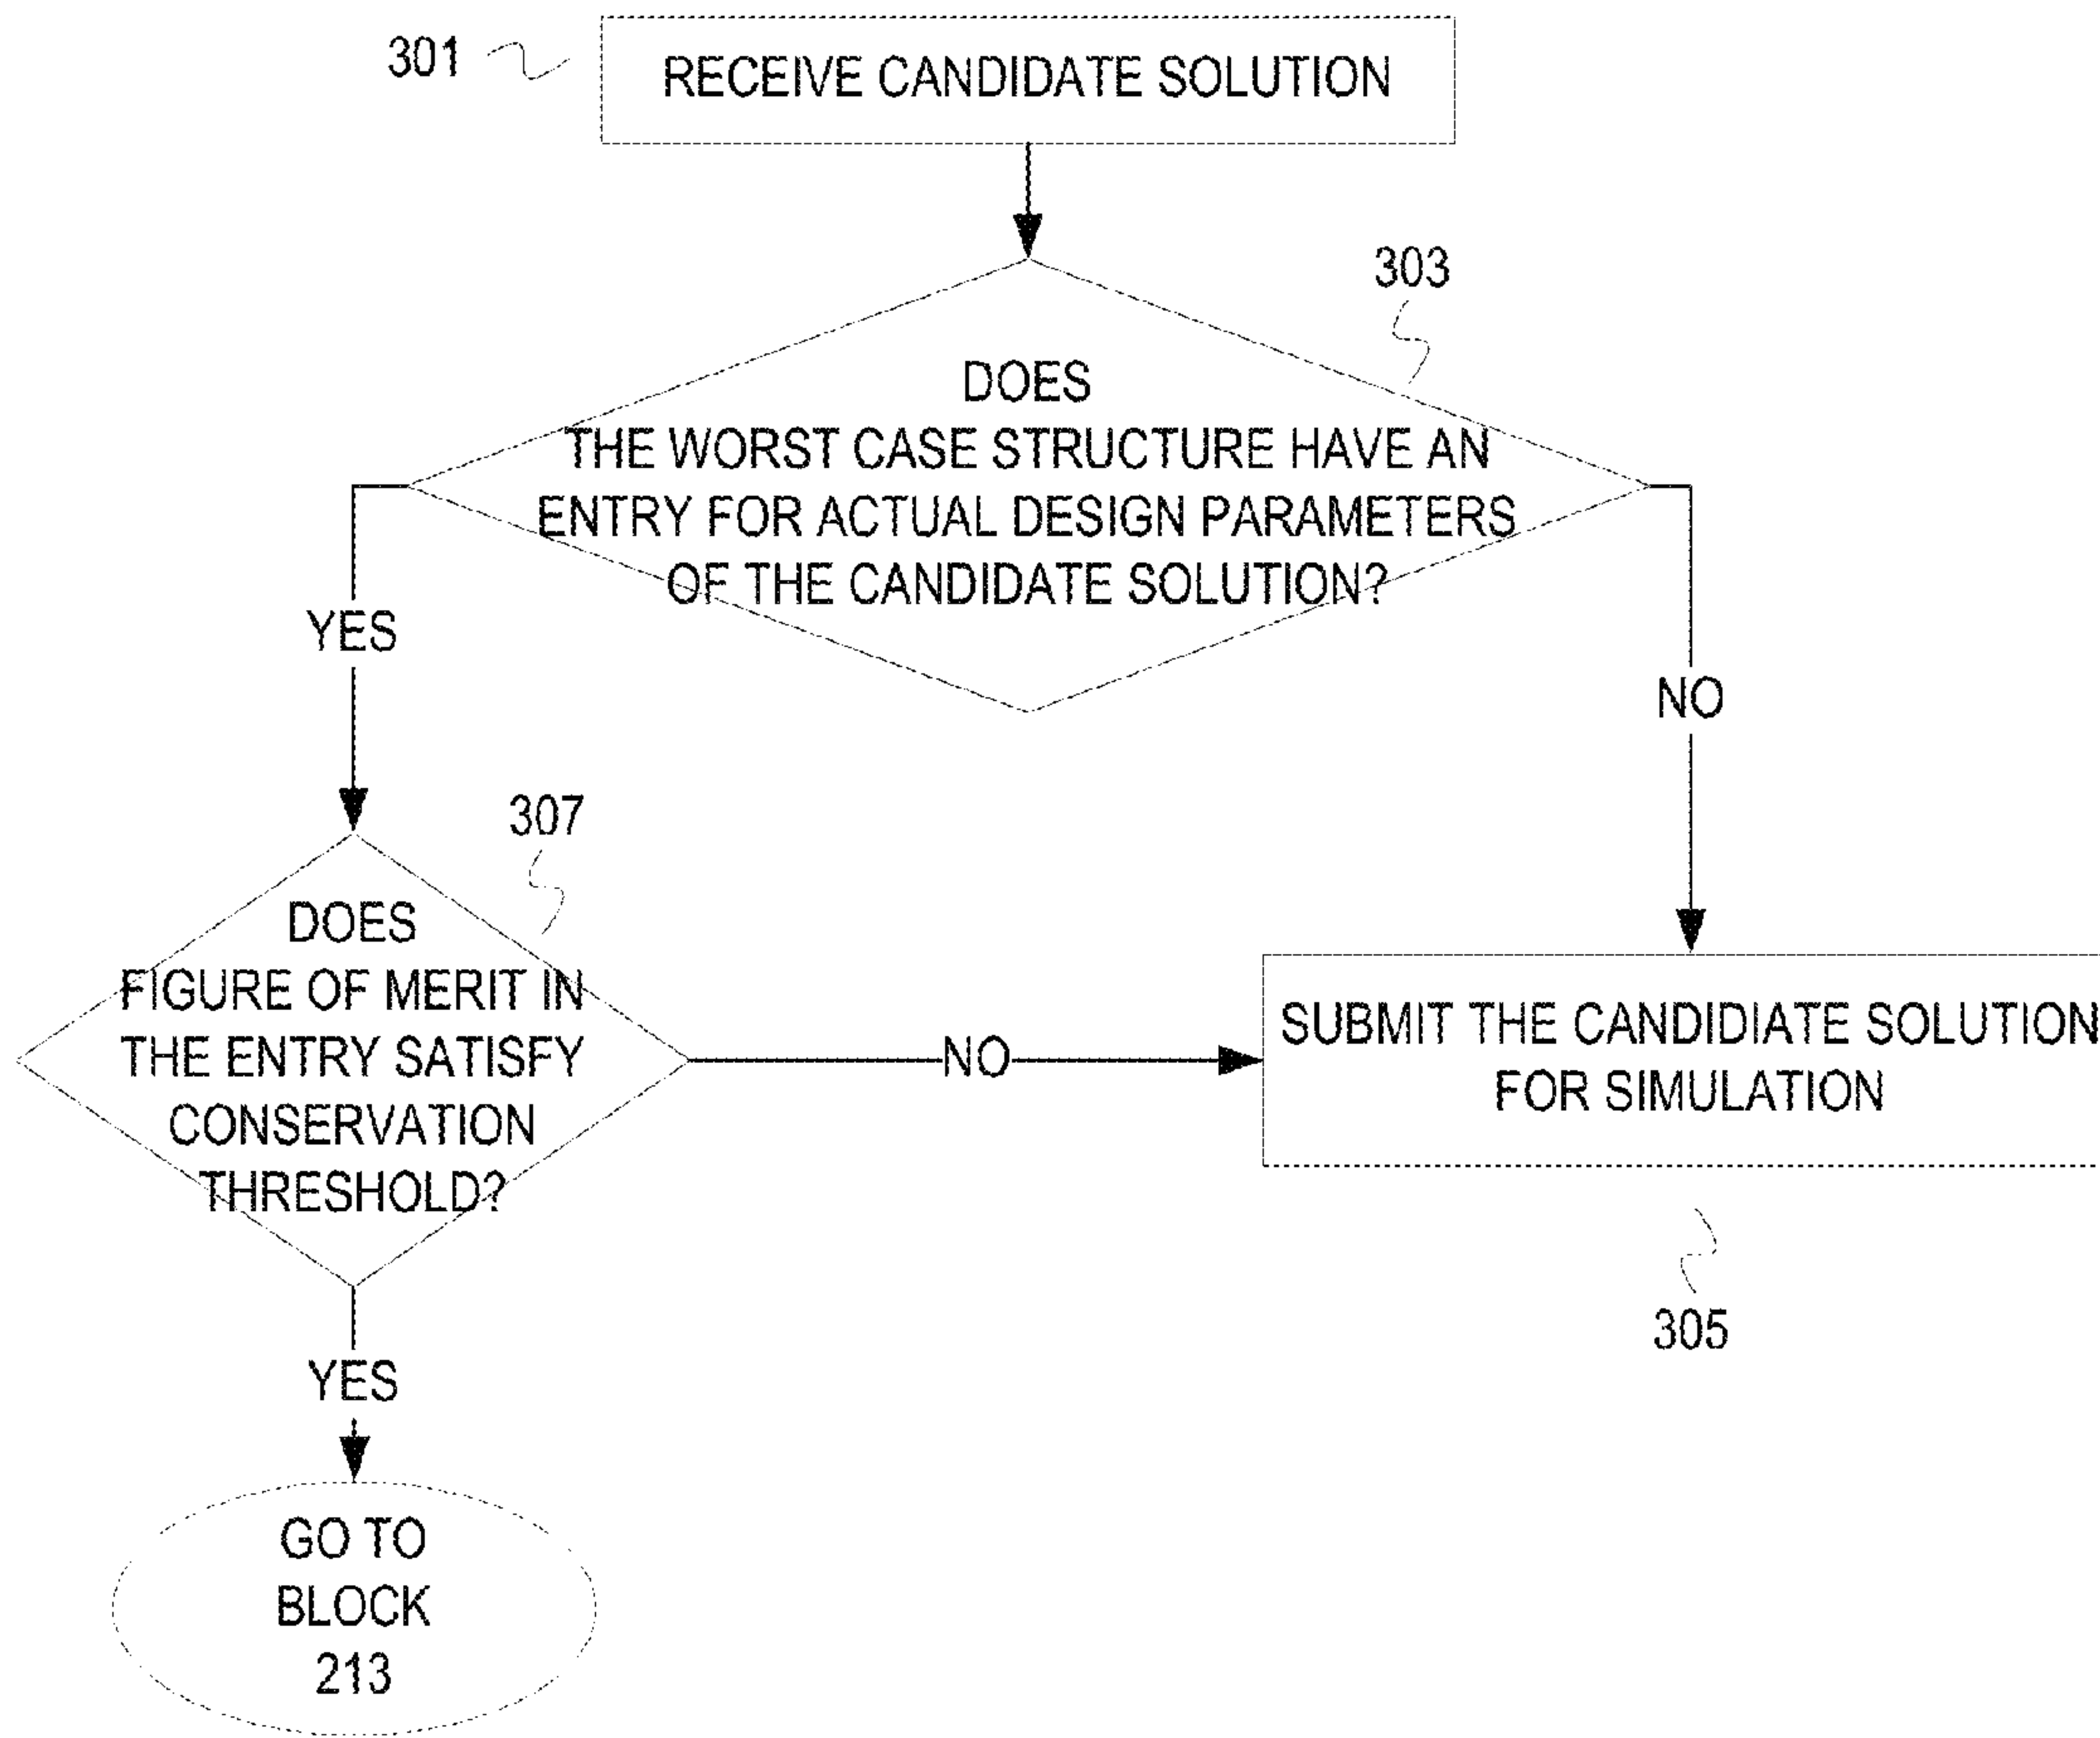 301
RECEIVE CANDIDATE SOLUTION
303
DOES
THE WORST CASE STRUCTURE HAVE AN
ENTRY FOR ACTUAL DESIGN PARAMETERS
OF THE CANDIDATE SOLUTION?
YES
NO
307
DOES
FIGURE OF MERIT IN
THE ENTRY SATISFY
CONSERVATION
THRESHOLD?
NO
SUBMIT THE CANDIDIATE SOLUTION
FOR SIMULATION
305
YES
GO TO
BLOCK
213